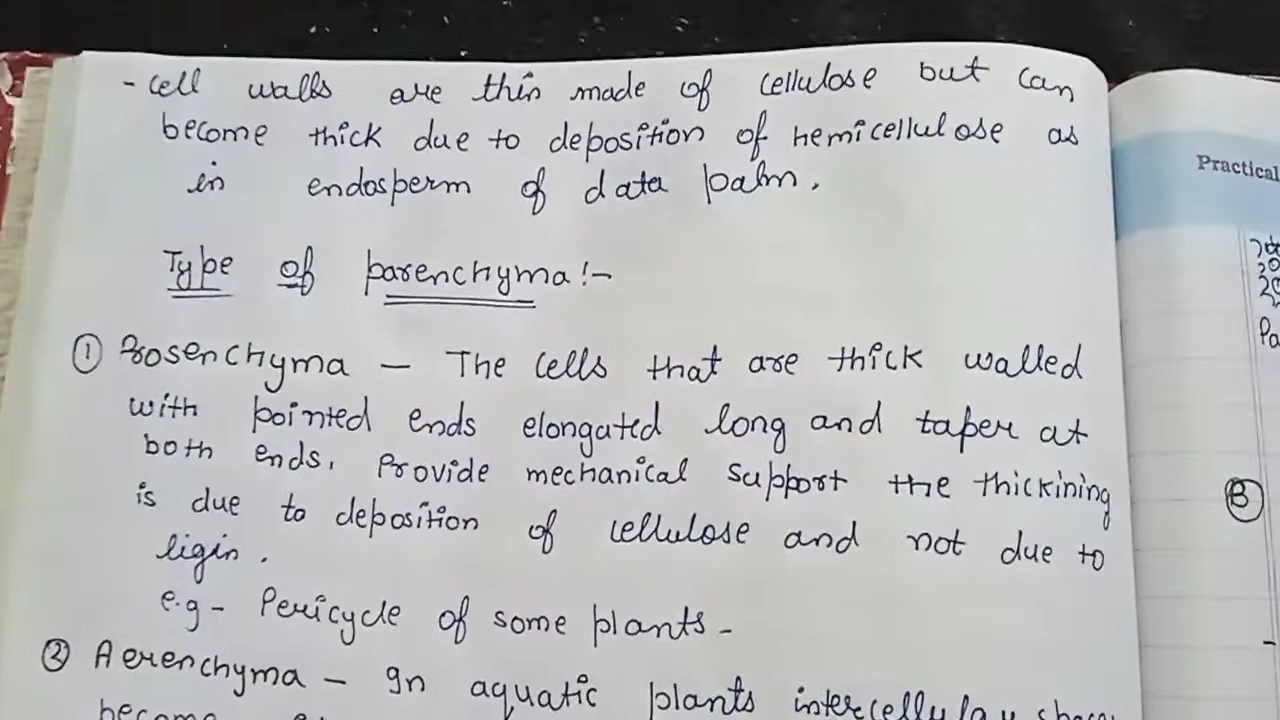 - cell walls are thin made of cellulose but can
become thick due to deposition of hemicellulose as
in endosperm of data palm.
Type of parenchyma :-
① Prosenchyma - The cells that are thick walled
with pointed ends elongated long and taper at
both ends. Provide mechanical support the thickining
is due to deposition of cellulose and not due to
ligin.
e.g - Pericycle of some plants -
② Aerenchyma - In aquatic plants intercellular
become
Practical
Pa
B